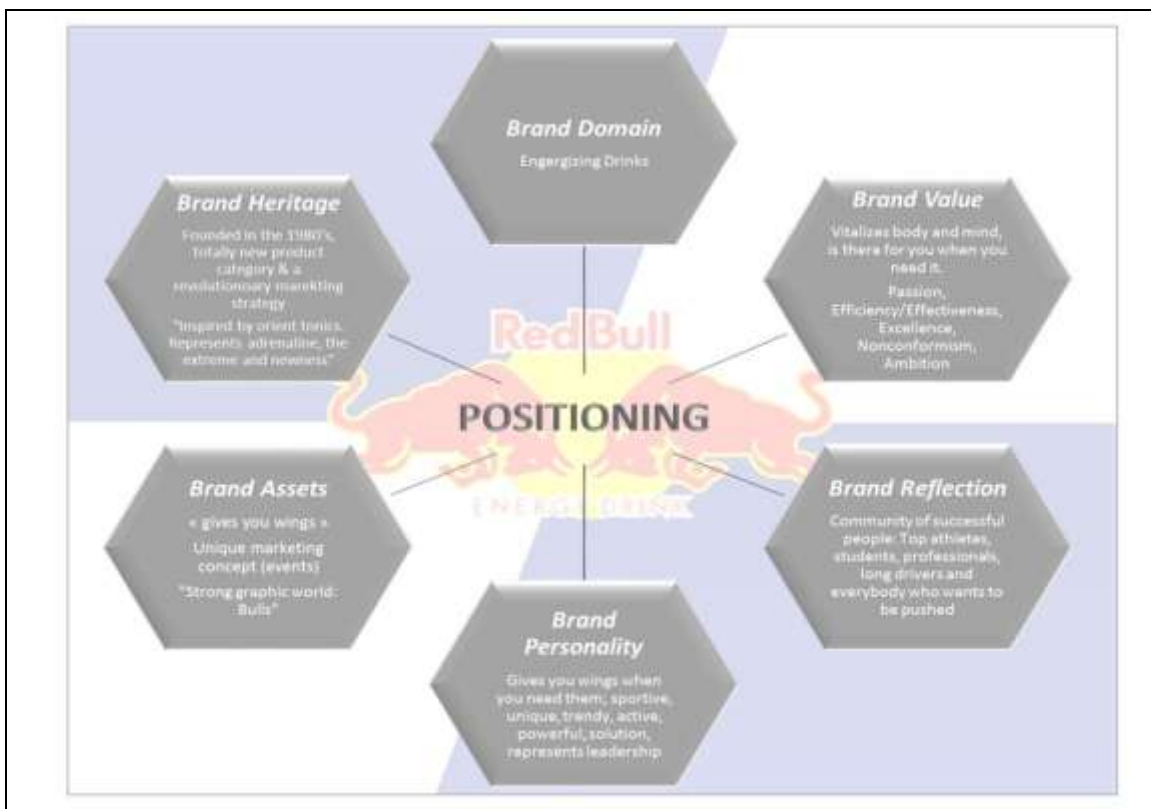 Brand Domain
Engergizing Drinks
Brand Heritage
Founded in the 1980's,
totally new product
category & a
revolutionoary marekting
strategy
"Inspired by orient tonics.
Represents adrenaline, the
extreme and newness"
Brand Value
Vitalizes body and mind,
is there for you when you
need it.
Passion,
Efficiency/Effectiveness,
Excellence,
Nonconformism,
Ambition
RedBull
POSITIONING
ENERGY DRINK
Brand Assets
« gives you wings »
Unique marketing
concept (events)
"Strong graphic world:
Bulls"
Brand Reflection
Community of successful
people: Top athletes,
students, professionals,
long drivers and
everybody who wants to
be pushed
Brand
Personality
Gives you wings when
you need them; sportive,
unique, trendy, active,
powerful, solution,
represents leadership